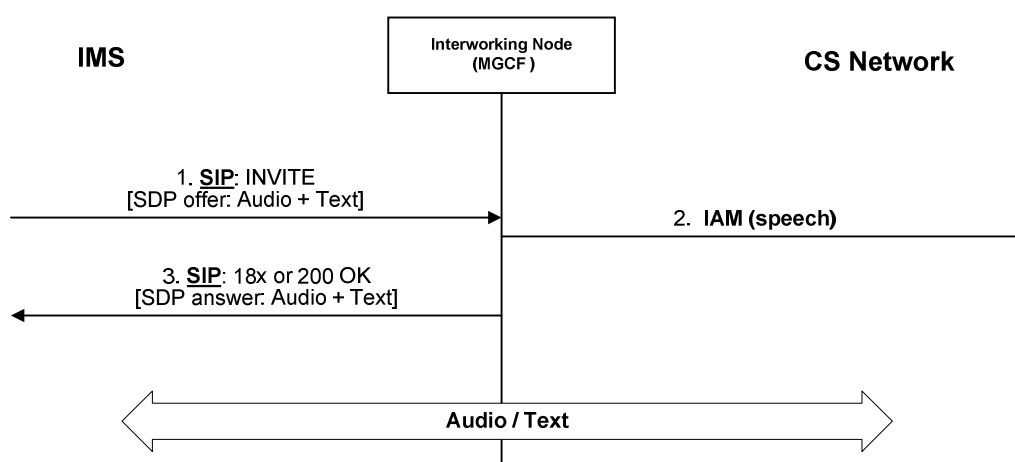 IMS
Interworking Node
(MGCF )
CS Network
1. SIP: INVITE
[SDP offer: Audio + Text]
2. IAM (speech)
3. SIP: 18x or 200 OK
[SDP answer: Audio + Text]
Audio / Text